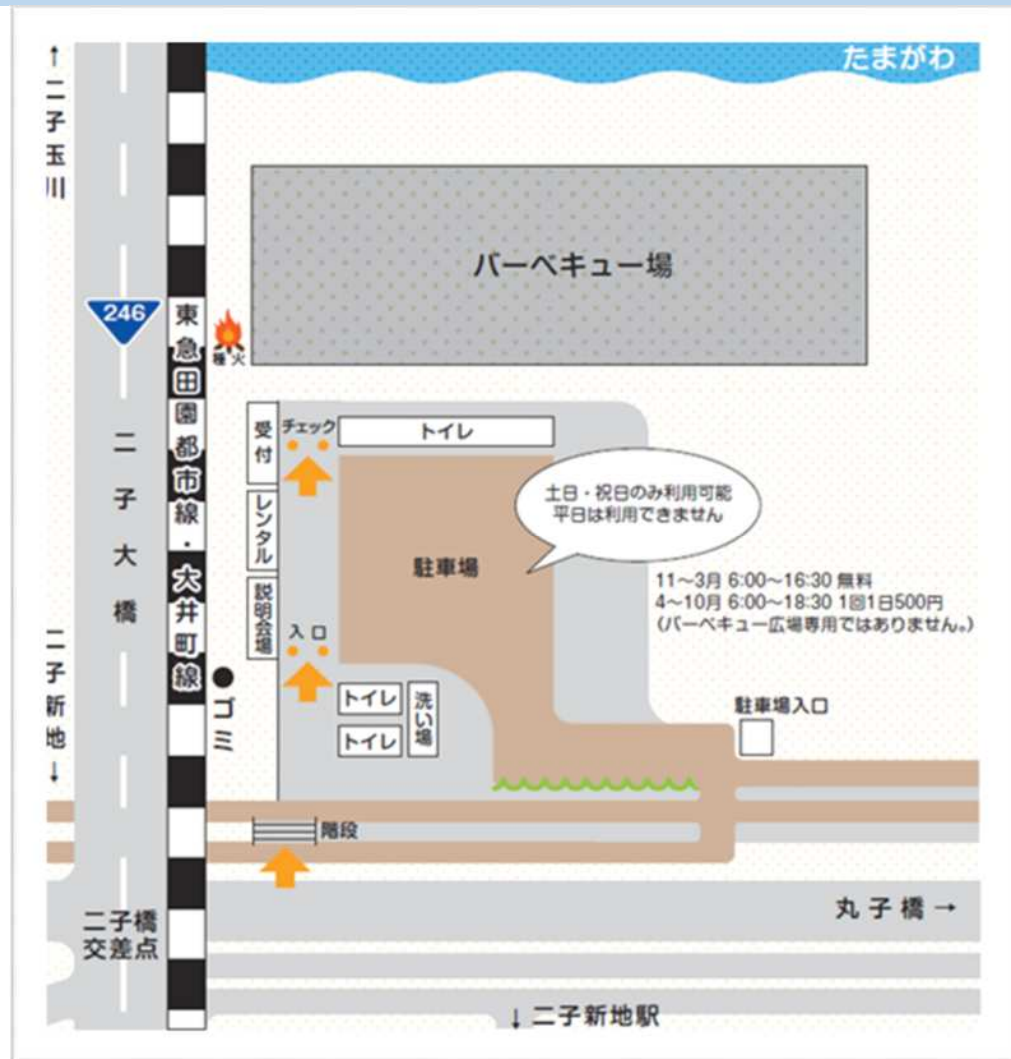 たまがわ
↑二子玉川
バーベキュー場
246
東急田園都市線・大井町線
種火
二子大橋
受付
チェック
トイレ
土日・祝日のみ利用可能
平日は利用できません
レンタル
駐車場
11〜3月 6:00〜16:30 無料
4〜10月 6:00〜18:30 1回1日500円
(バーベキュー広場専用ではありません。)
説明会場
入口
二子新地→
●ゴミ
トイレ
洗い場
トイレ
駐車場入口
階段
丸子橋→
二子橋
交差点
↓二子新地駅